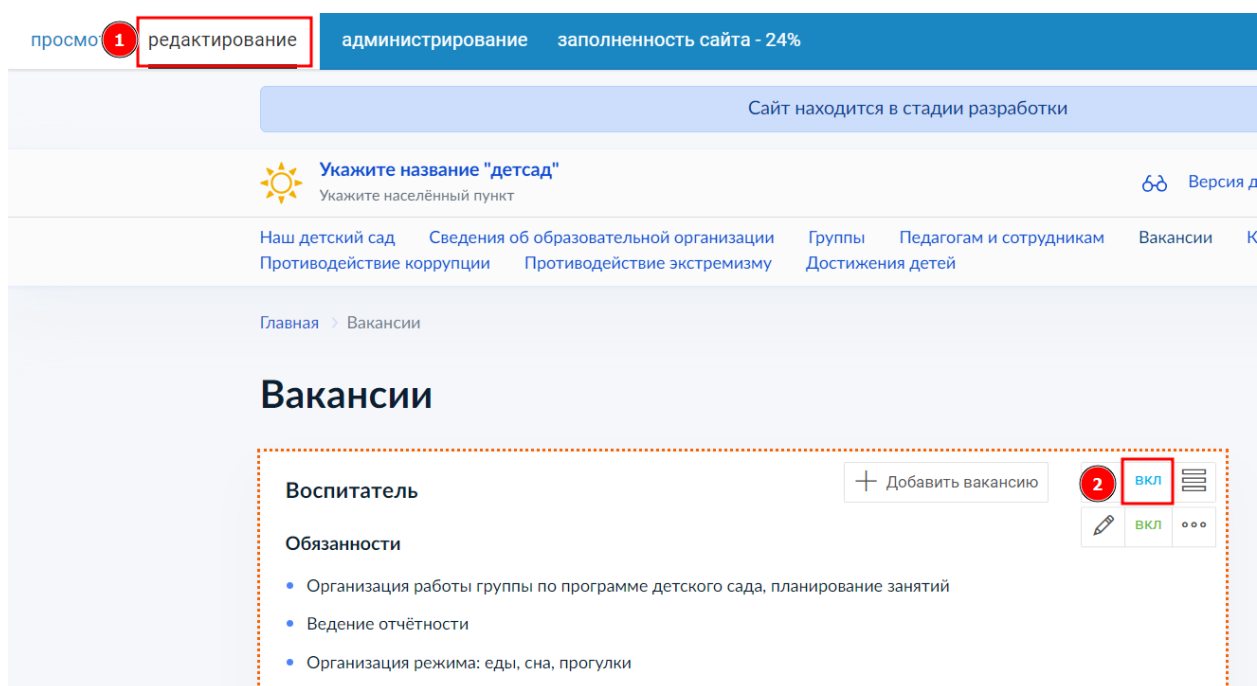 просмо 1 редактирование администрирование заполненность сайта - 24%
Сайт находится в стадии разработки
Укажите название "детсад"
Укажите населённый пункт
Версия д
Наш детский сад Сведения об образовательной организации Группы Педагогам и сотрудникам Вакансии К
Противодействие коррупции Противодействие экстремизму Достижения детей
Главная > Вакансии
Вакансии
Воспитатель
+ Добавить вакансию 2 вкл
вкл
Обязанности
• Организация работы группы по программе детского сада, планирование занятий
• Ведение отчётности
• Организация режима: еды, сна, прогулки